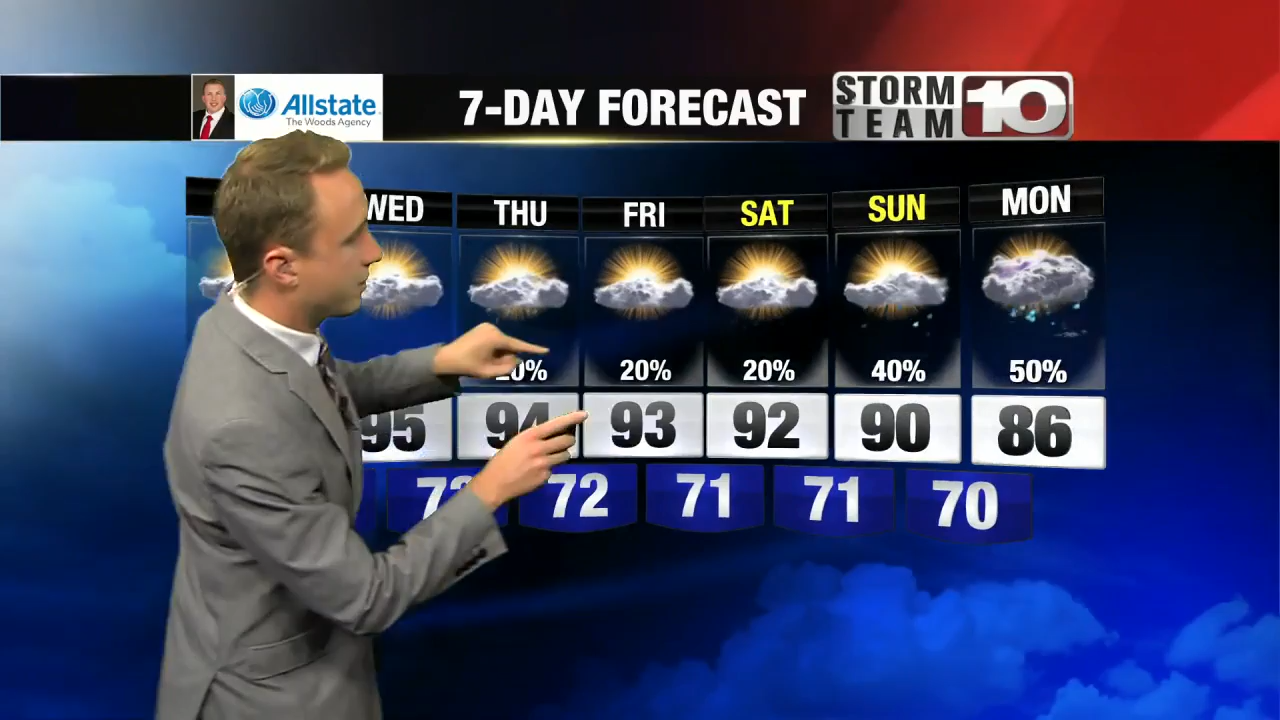 Allstate
The Woods Agency
7-DAY FORECAST
STORM
TEAM
10
WED THU FRI SAT SUN MON
20% 20% 40% 50%
95 94 93 92 90 86
72 71 71 70